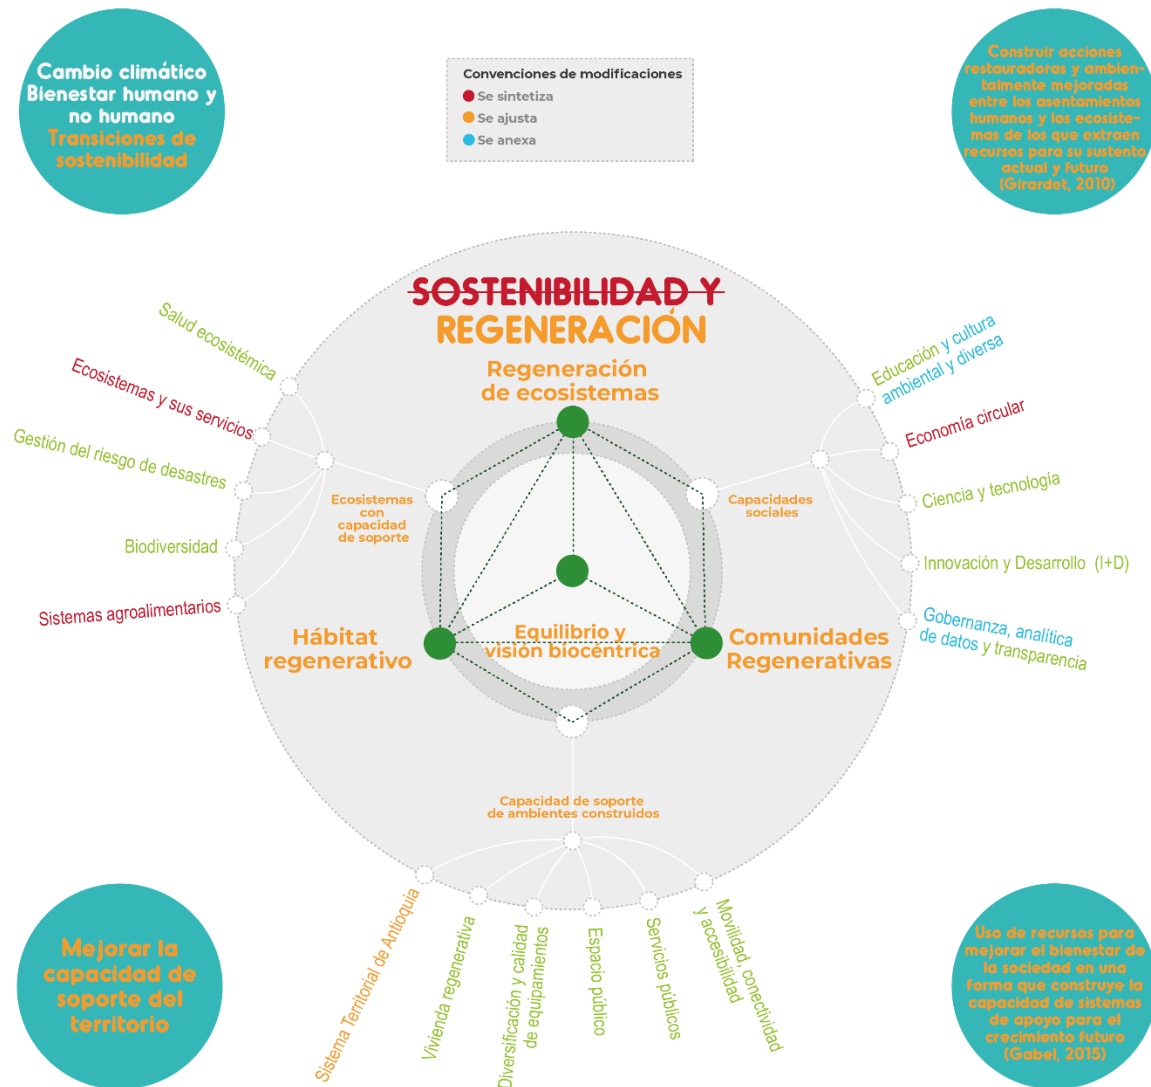 Cambio climático
Bienestar humano y
no humano
Transiciones de
sostenibilidad
Convenciones de modificaciones
Se sintetiza
Se ajusta
Se anexa
Construir acciones
restauradoras y ambien-
talmente mejoradas
entre los asentamientos
humanos y los ecosiste-
mas de los que extraen
recursos para su sustento
actual y futuro
(Girardet, 2010)
SOSTENIBILIDAD Y
REGENERACIÓN
Regeneración
de ecosistemas
Salud ecosistémica
Ecosistemas y sus servicios
Gestión del riesgo de desastres
Biodiversidad
Sistemas agroalimentarios
Ecosistemas
con
capacidad
de soporte
Capacidades
sociales
Educación y cultura
ambiental y diversa
Economía circular
Ciencia y tecnología
Innovación y Desarrollo (I+D)
Gobernanza, analítica
de datos y transparencia
Hábitat
regenerativo
Equilibrio y
visión biocéntrica
Comunidades
Regenerativas
Capacidad de soporte
de ambientes construidos
Sistema Territorial de Antioquia
Vivienda regenerativa
Diversificación y calidad
de equipamientos
Espacio público
Servicios públicos
Movilidad, conectividad
y accesibilidad
Mejorar la
capacidad de
soporte del
territorio
Uso de recursos para
mejorar el bienestar de
la sociedad en una
forma que construye la
capacidad de sistemas
de apoyo para el
crecimiento futuro
(Gabel, 2015)